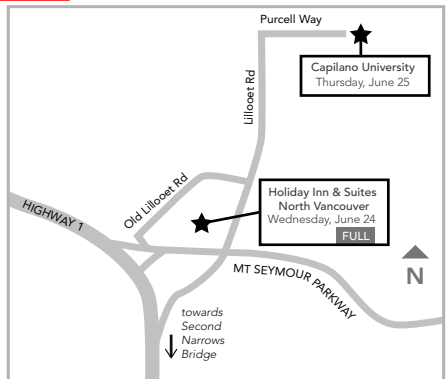 Purcell Way
Capilano University
Thursday, June 25
Lillooet Rd
Old Lillooet Rd
Holiday Inn & Suites
North Vancouver
Wednesday, June 24
FULL
HIGHWAY 1
MT SEYMOUR PARKWAY
N
towards
Second
Narrows
Bridge